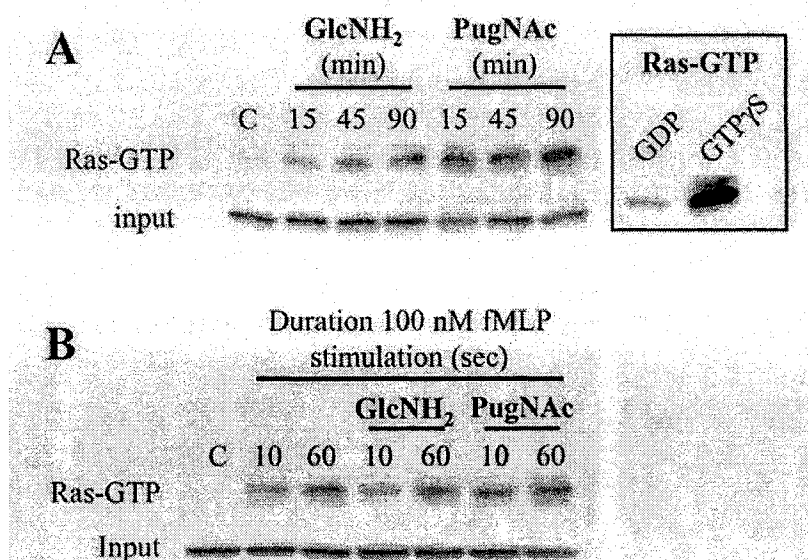 A
GlcNH₂ PugNAc
(min) (min)
C 15 45 90 15 45 90
Ras-GTP
input
Ras-GTP
GDP GTPγS
B
Duration 100 nM fMLP
stimulation (sec)
GlcNH₂ PugNAc
C 10 60 10 60 10 60
Ras-GTP
Input